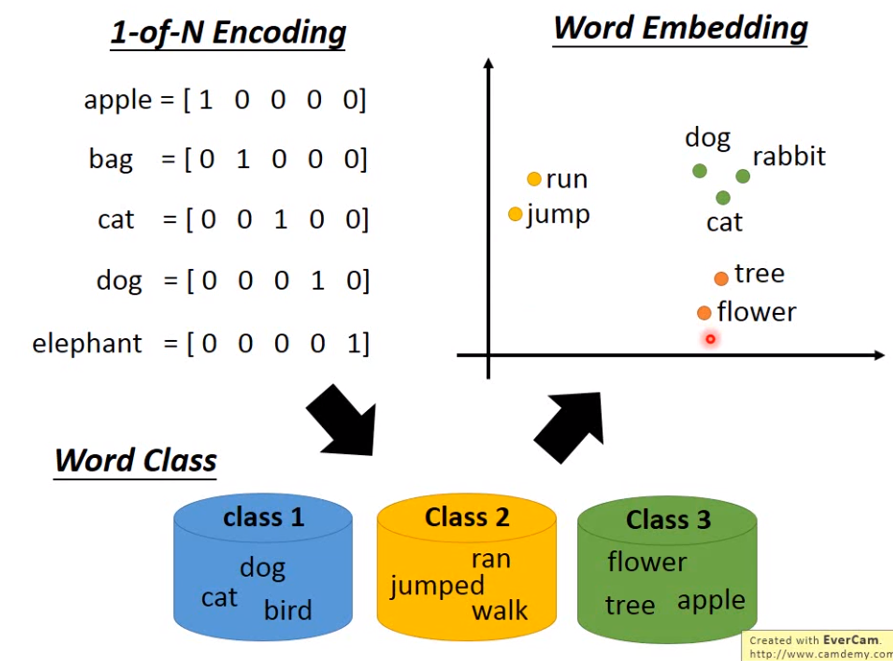 1-of-N Encoding
apple = [ 1 0 0 0 0]
bag = [ 0 1 0 0 0]
cat = [ 0 0 1 0 0]
dog = [ 0 0 0 1 0]
elephant = [ 0 0 0 0 1]
Word Embedding
dog
rabbit
run
jump
cat
tree
flower
Word Class
class 1
dog
cat
bird
Class 2
ran
jumped
walk
Class 3
flower
tree apple
Created with EverCam.
http://www.camdemy.com